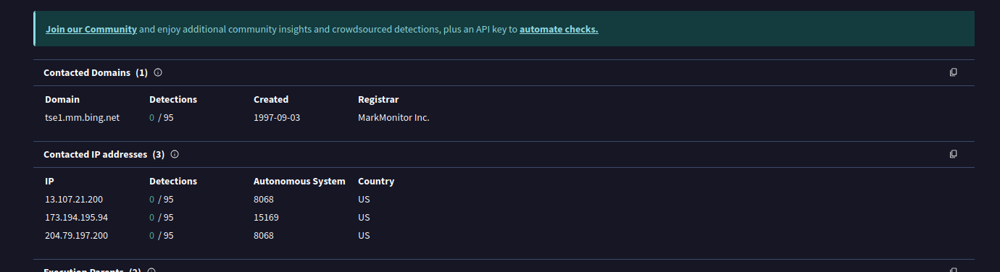 Join our Community and enjoy additional community insights and crowdsourced detections, plus an API key to automate checks.
Contacted Domains (1)
Domain Detections Created Registrar
tse1.mm.bing.net 0 / 95 1997-09-03 MarkMonitor Inc.
Contacted IP addresses (3)
IP Detections Autonomous System Country
13.107.21.200 0 / 95 8068 US
173.194.195.94 0 / 95 15169 US
204.79.197.200 0 / 95 8068 US
Execution Parents (2)